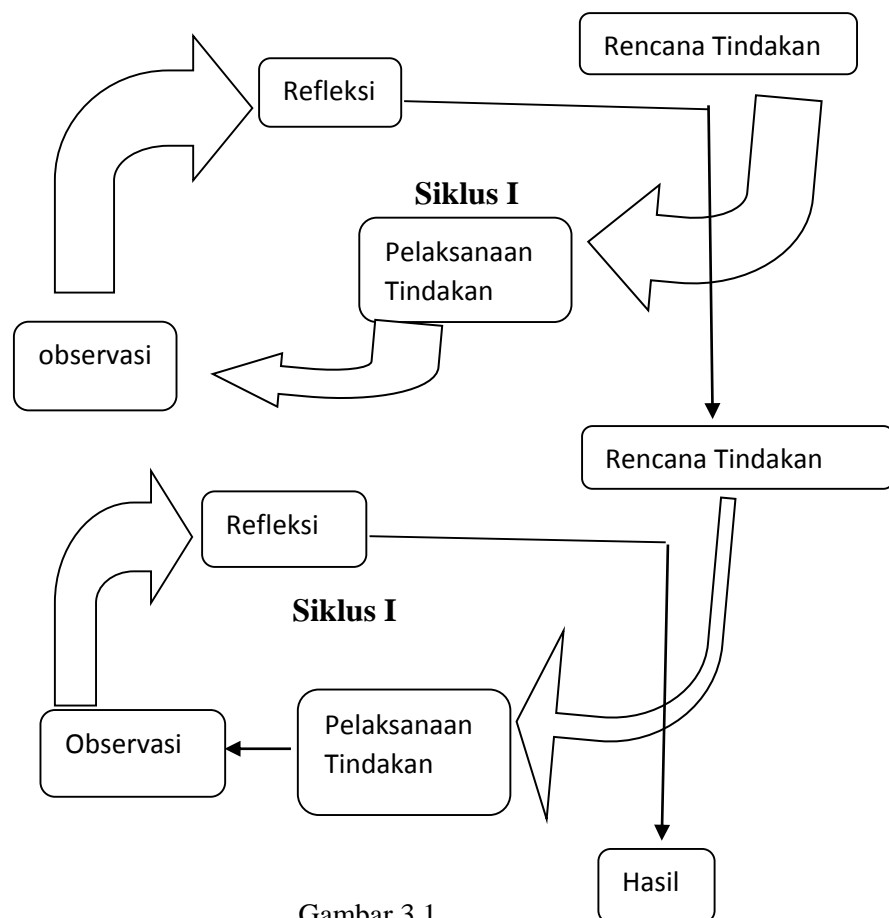 Rencana Tindakan
Refleksi
Siklus I
Pelaksanaan
Tindakan
observasi
Rencana Tindakan
Refleksi
Siklus I
Observasi
Pelaksanaan
Tindakan
Hasil
Gambar 3.1